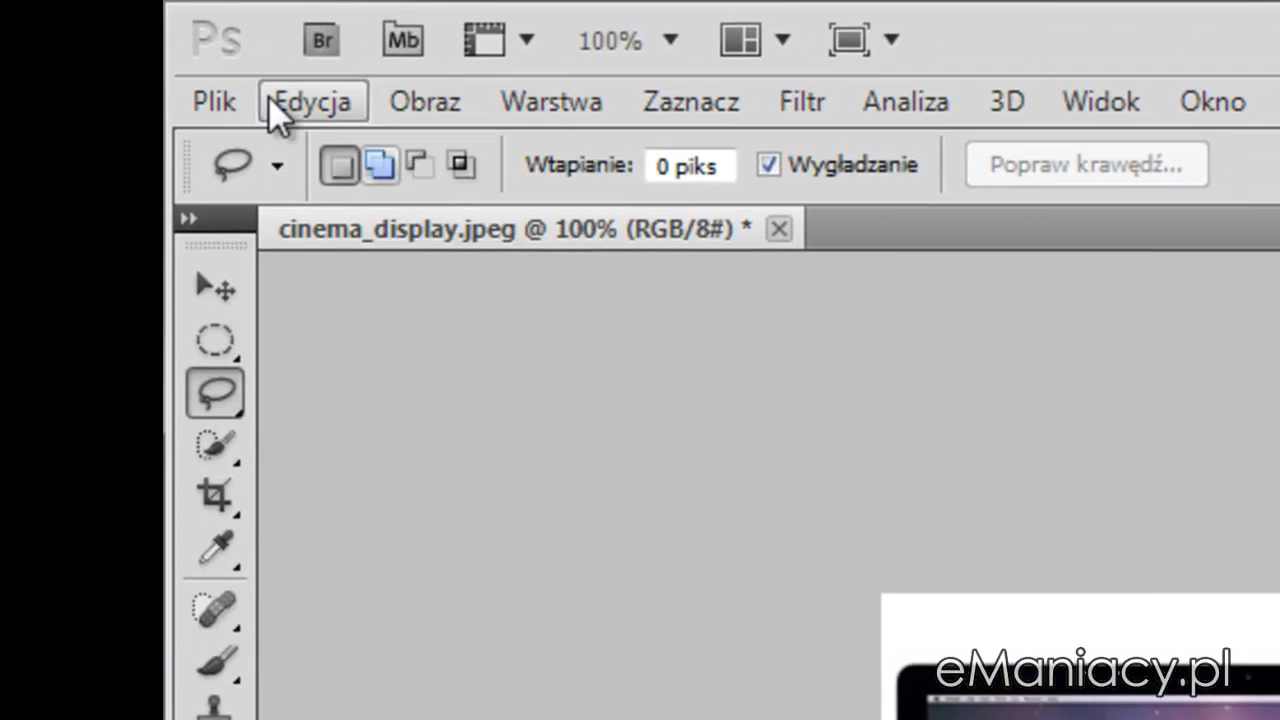 Ps Br Mb 100%
Plik Edycja Obraz Warstwa Zaznacz Filtr Analiza 3D Widok Okno
Wtapianie: 0 piks Wygładzanie Popraw krawędź...
cinema_display.jpeg @ 100% (RGB/8#) *
eManiacy.pl